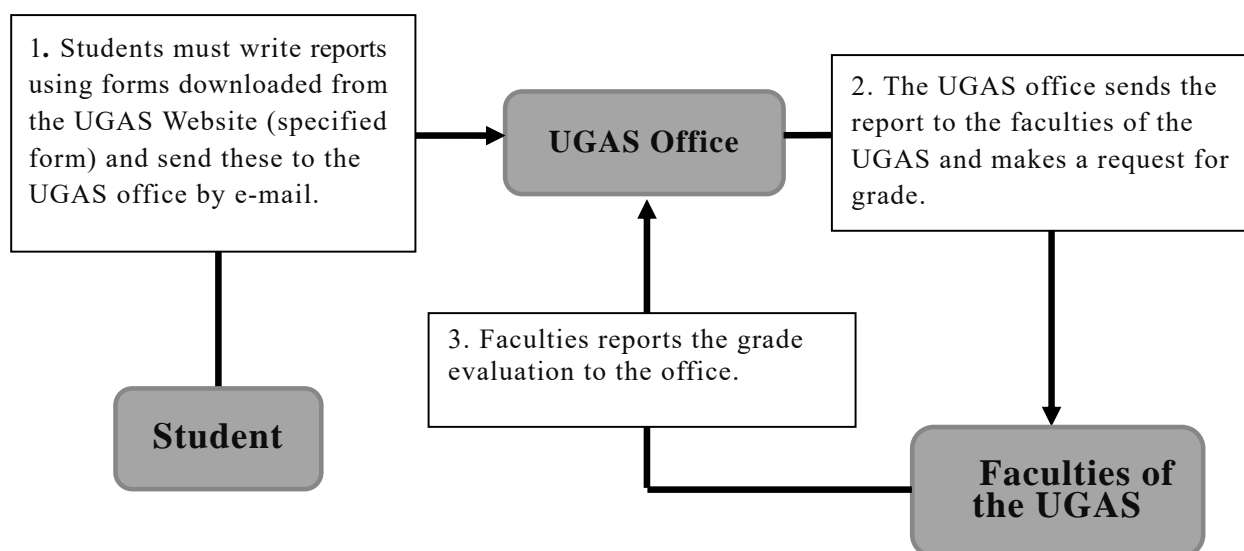 1. Students must write reports
using forms downloaded from
the UGAS Website (specified
form) and send these to the
UGAS office by e-mail.
UGAS Office
2. The UGAS office sends the
report to the faculties of the
UGAS and makes a request for
grade.
3. Faculties reports the grade
evaluation to the office.
Student
Faculties of
the UGAS